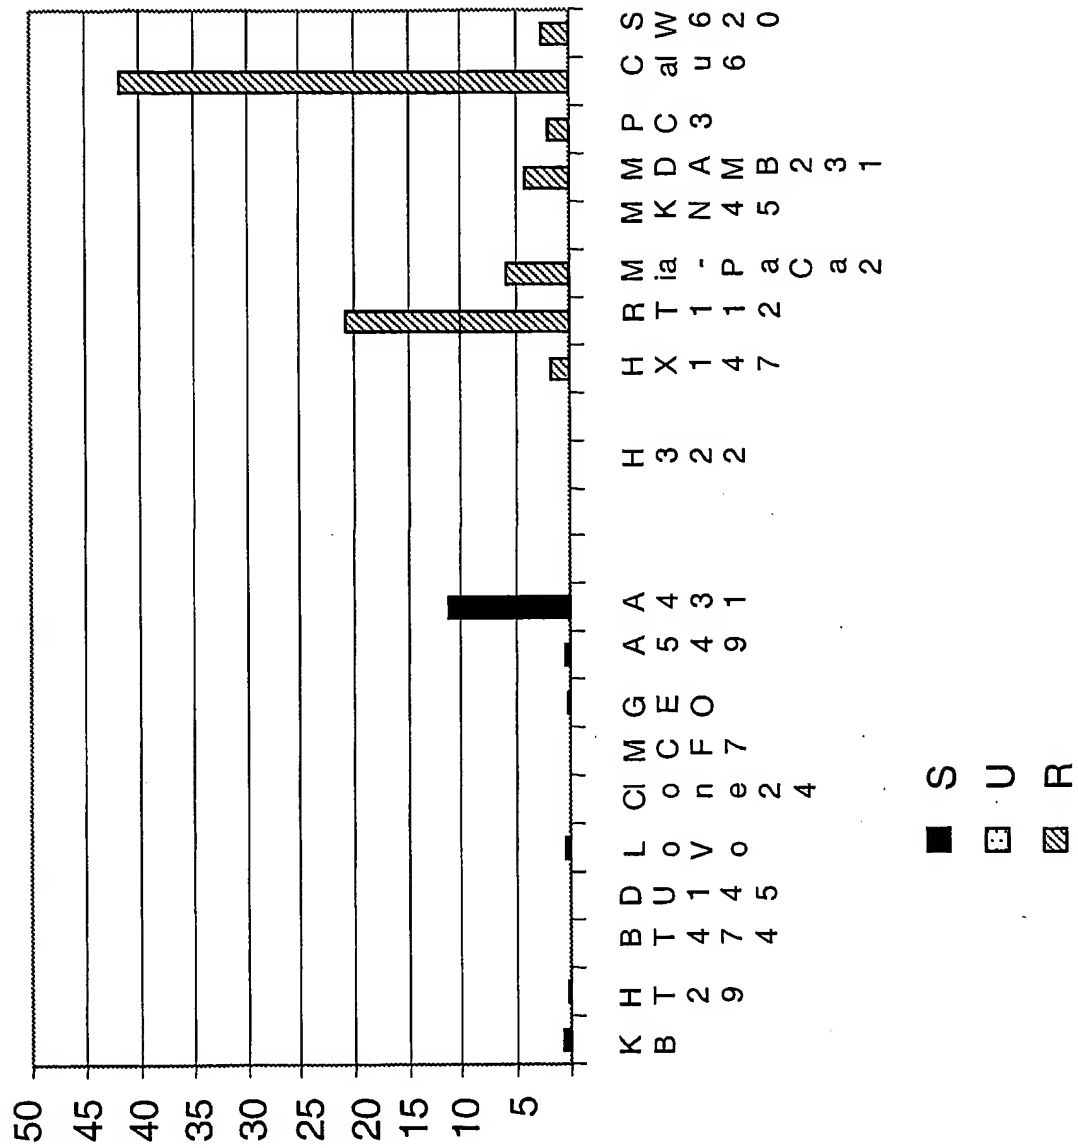 50
45
40
35
30
25
20
15
10
5
KB
HT29
BT474
DU145
LoVo
Clone24
MCF7
GEO
A549
A431
H322
HX147
RT112
Mia-PaCa2
MKN45
MDAMB231
PC3
Calu6
SW620
S
U
R